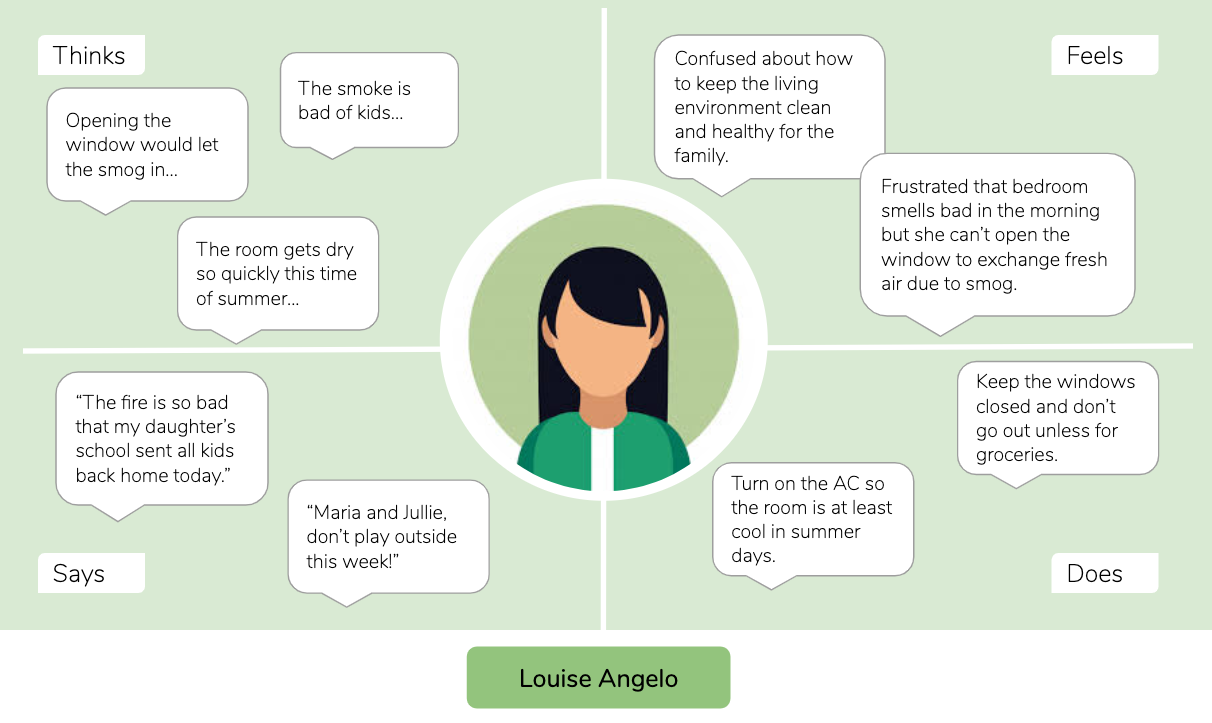 Thinks
Opening the
window would let
the smog in...
The smoke is
bad of kids...
The room gets dry
so quickly this time
of summer...
Feels
Confused about how
to keep the living
environment clean
and healthy for the
family.
Frustrated that bedroom
smells bad in the morning
but she can’t open the
window to exchange fresh
air due to smog.
Says
“The fire is so bad
that my daughter’s
school sent all kids
back home today.”
“Maria and Jullie,
don’t play outside
this week!”
Does
Keep the windows
closed and don’t
go out unless for
groceries.
Turn on the AC so
the room is at least
cool in summer
days.
Louise Angelo